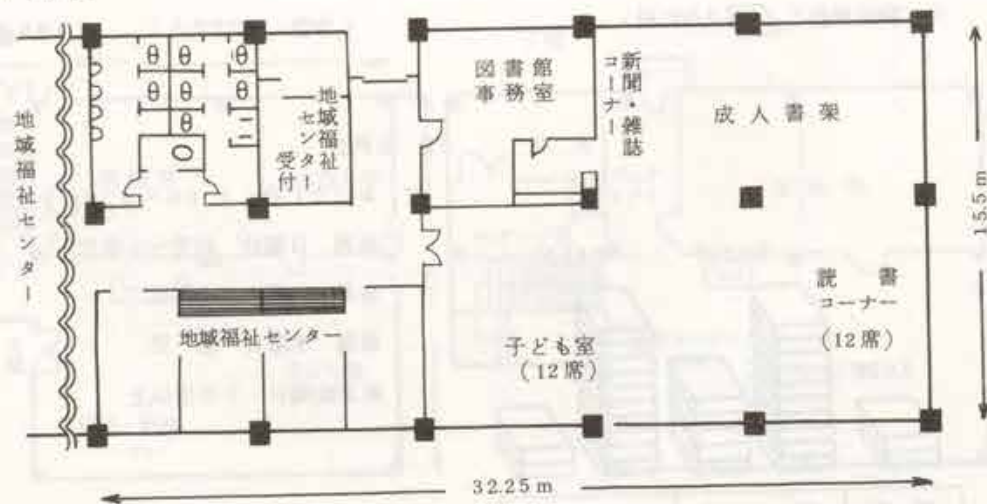 地域福祉センター
地域福祉
センター
受付
図書館
事務室
新聞・雑誌
コーナー
成人書架
読書
コーナー
(12席)
地域福祉センター
子ども室
(12席)
15.5m
32.25m